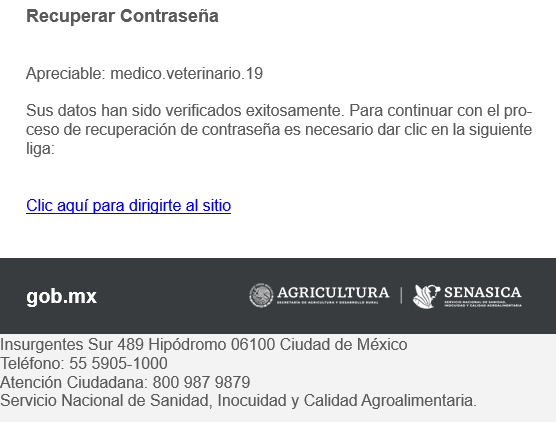 Recuperar Contraseña
Apreciable: medico.veterinario.19
Sus datos han sido verificados exitosamente. Para continuar con el pro-
ceso de recuperación de contraseña es necesario dar clic en la siguiente
liga:
Clic aquí para dirigirte al sitio
gob.mx
AGRICULTURA
SECRETARÍA DE AGRICULTURA Y DESARROLLO RURAL
SENASICA
SERVICIO NACIONAL DE SANIDAD,
INOCUIDAD Y CALIDAD AGROALIMENTARIA
Insurgentes Sur 489 Hipódromo 06100 Ciudad de México
Teléfono: 55 5905-1000
Atención Ciudadana: 800 987 9879
Servicio Nacional de Sanidad, Inocuidad y Calidad Agroalimentaria.